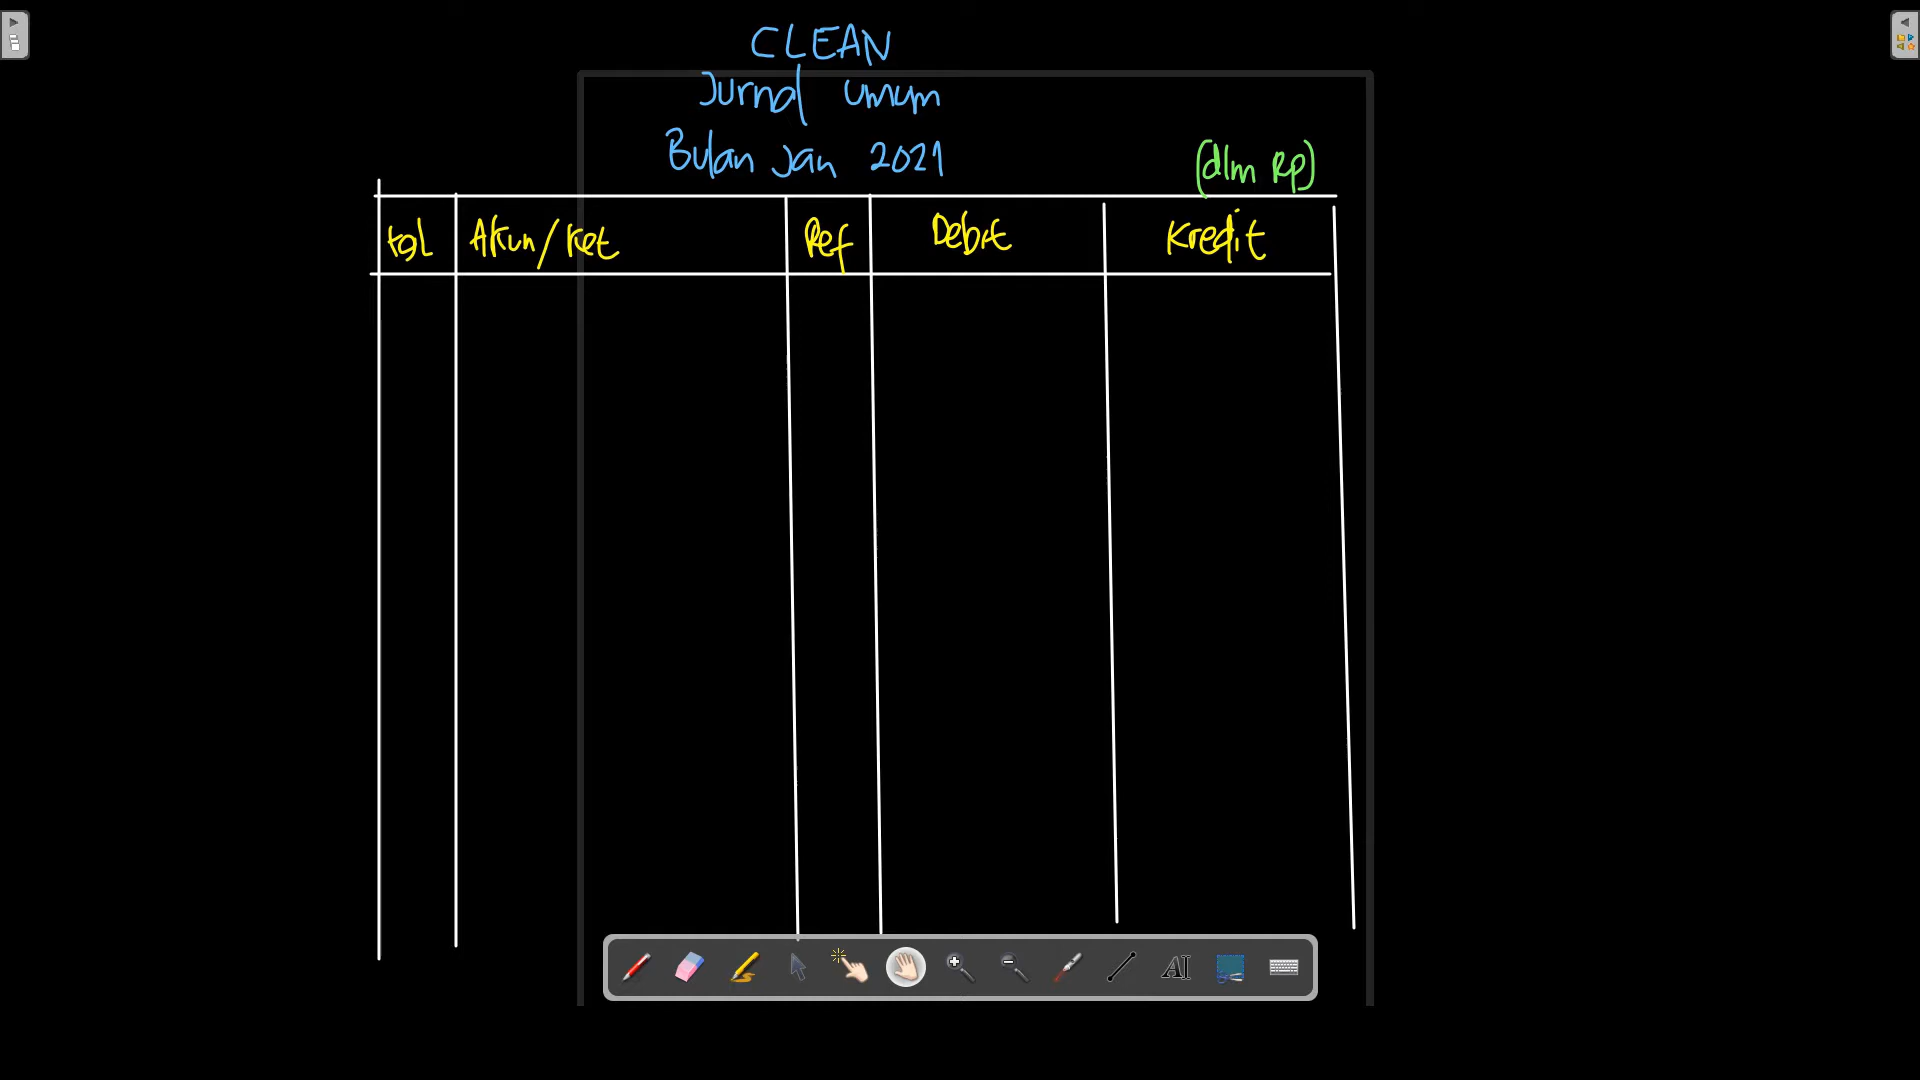 CLEAN
Jurnal Umum
Bulan Jan 2021
(dlm Rp)
tgl Akun/ket Ref Debit Kredit